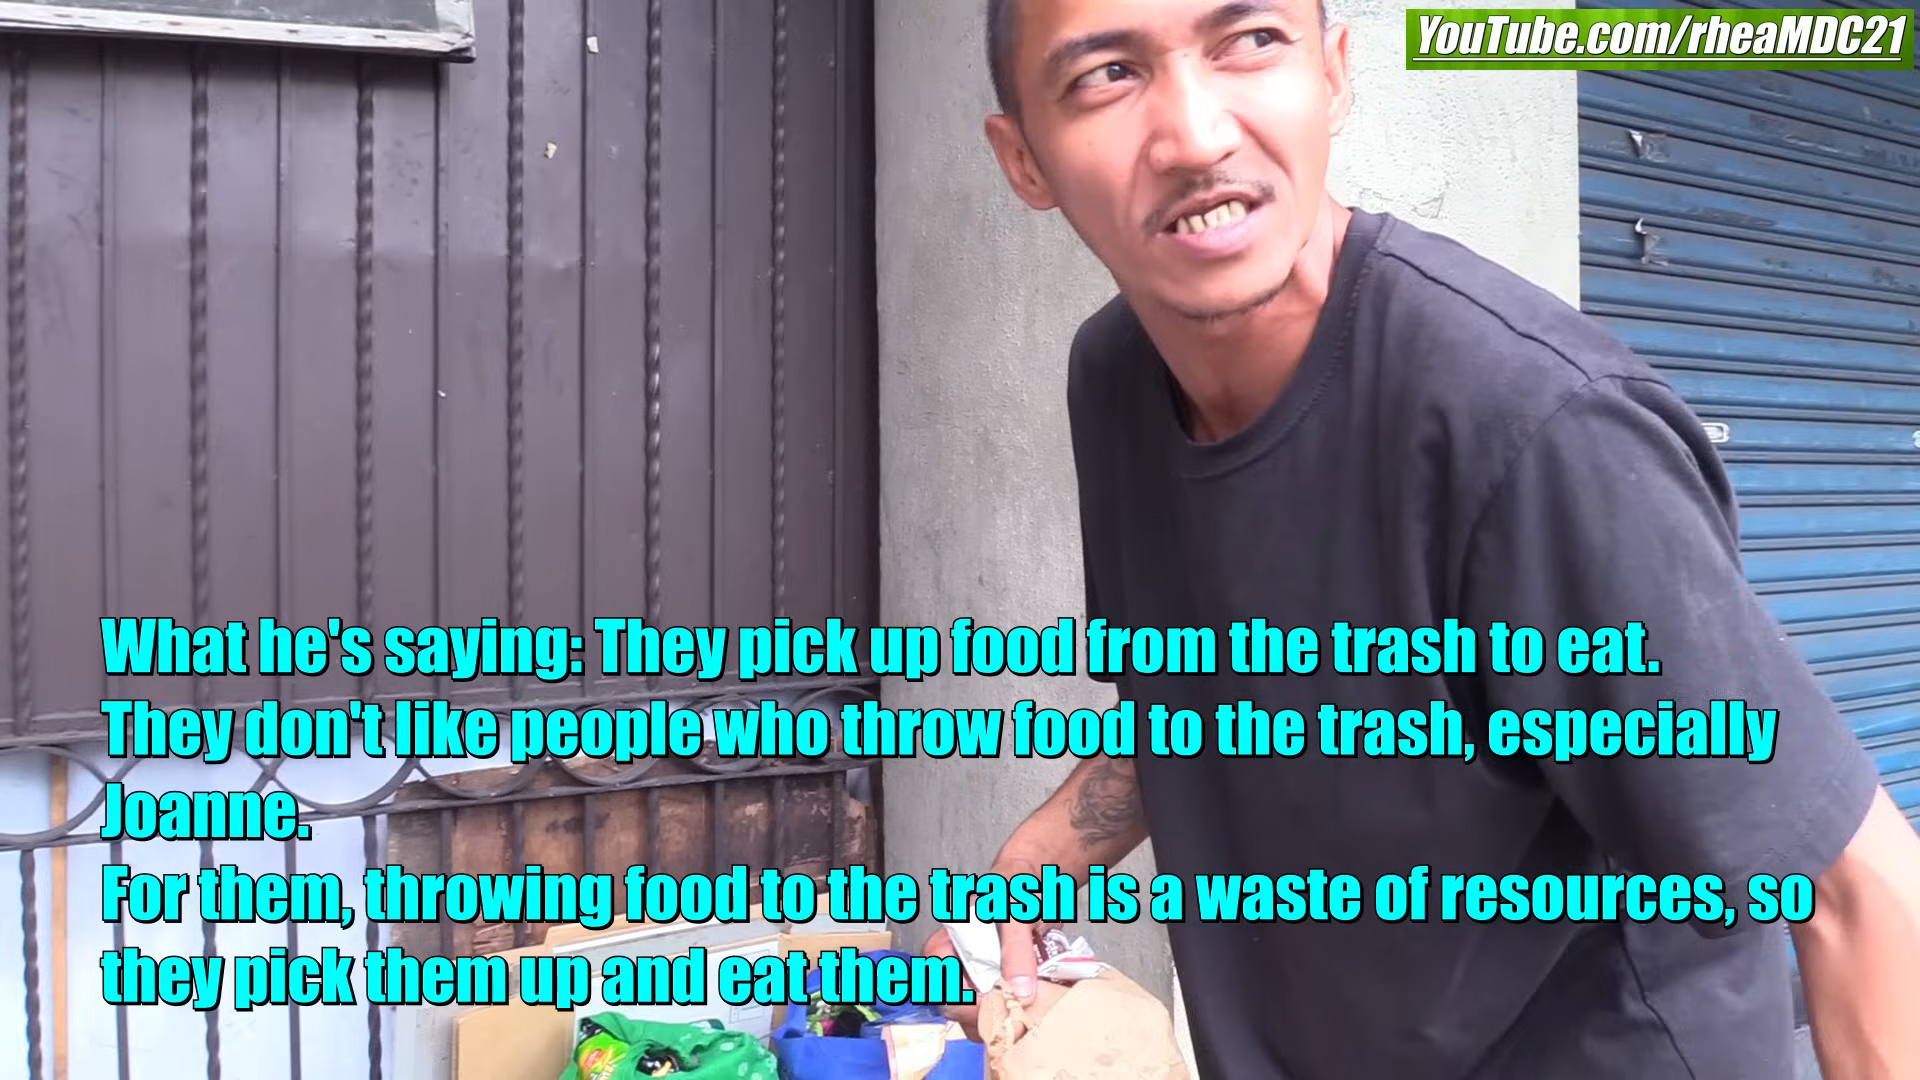 YouTube.com/rheaMDC21
What he's saying: They pick up food from the trash to eat.
They don't like people who throw food to the trash, especially
Joanne.
For them, throwing food to the trash is a waste of resources, so
they pick them up and eat them.